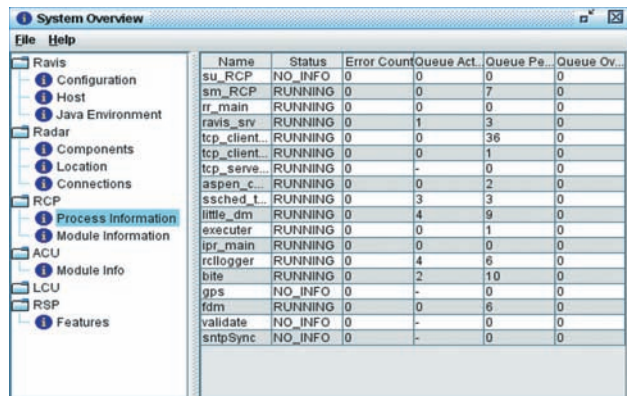 System Overview
File Help
Ravis
Configuration
Host
Java Environment
Radar
Components
Location
Connections
RCP
Process Information
Module Information
ACU
Module Info
LCU
RSP
Features
Name Status Error Count Queue Act... Queue Pe... Queue Ov...
su_RCP NO_INFO 0 0 0 0
sm_RCP RUNNING 0 0 7 0
rr_main RUNNING 0 0 0 0
ravis_srv RUNNING 0 1 3 0
tcp_client... RUNNING 0 0 36 0
tcp_client... RUNNING 0 0 1 0
tcp_serve... RUNNING 0 - 0 0
aspen_c... RUNNING 0 0 2 0
ssched_t... RUNNING 0 3 3 0
little_dm RUNNING 0 4 9 0
executer RUNNING 0 0 1 0
ipr_main RUNNING 0 0 0 0
rcllogger RUNNING 0 4 6 0
bite RUNNING 0 2 10 0
gps NO_INFO 0 - 0 0
fdm RUNNING 0 0 6 0
validate NO_INFO 0 - 0 0
sntpSync NO_INFO 0 - 0 0